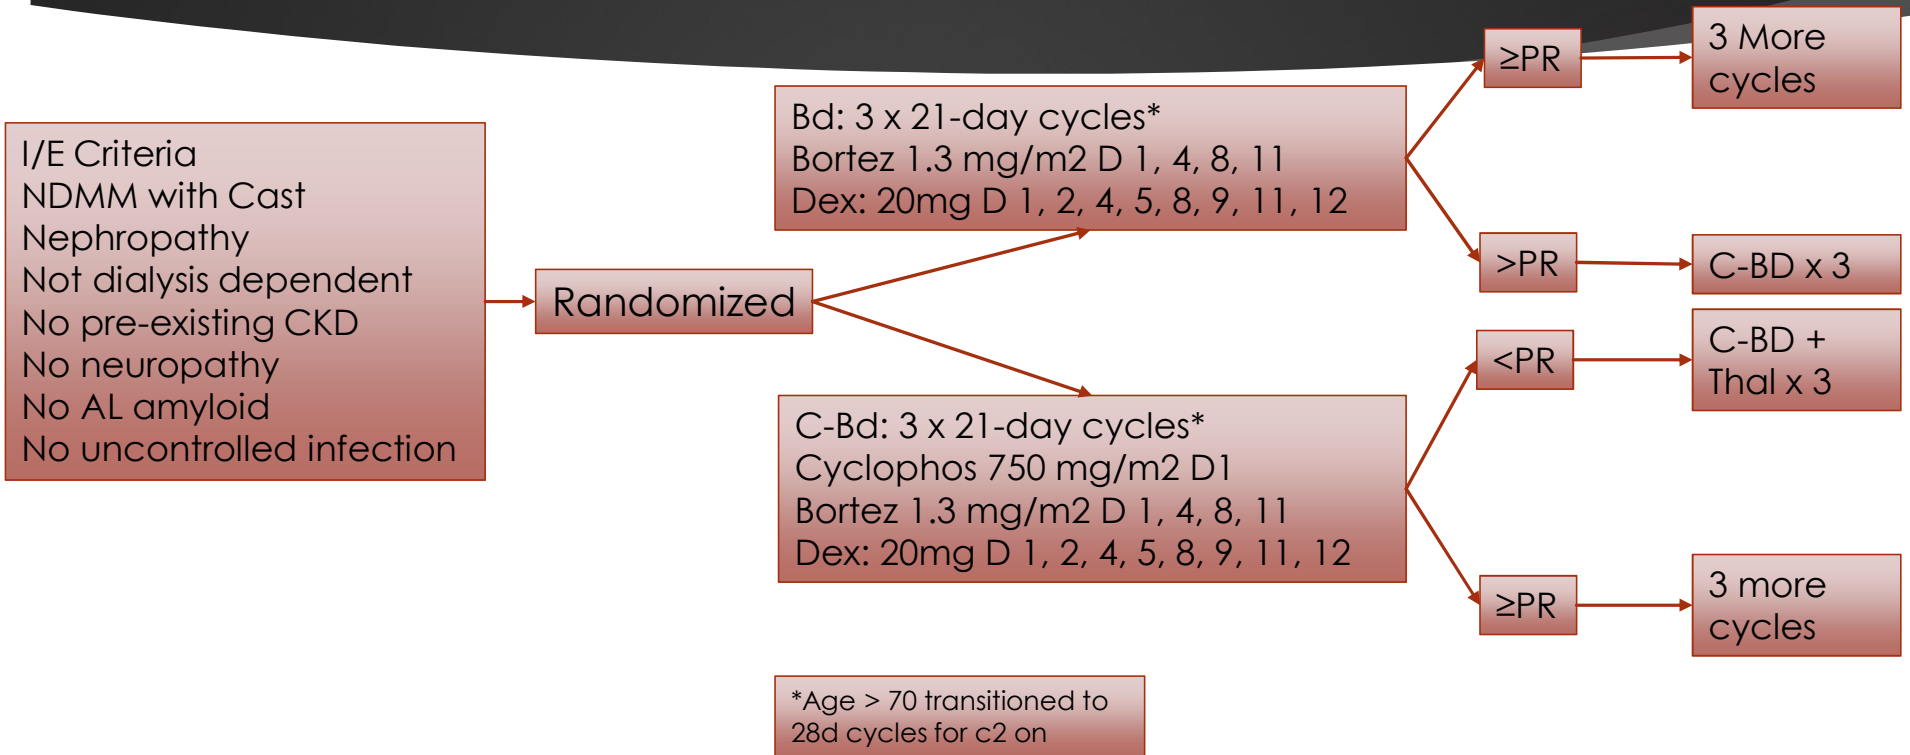 I/E Criteria
NDMM with Cast
Nephropathy
Not dialysis dependent
No pre-existing CKD
No neuropathy
No AL amyloid
No uncontrolled infection
Randomized
Bd: 3 x 21-day cycles*
Bortez 1.3 mg/m2 D 1, 4, 8, 11
Dex: 20mg D 1, 2, 4, 5, 8, 9, 11, 12
≥PR
3 More
cycles
>PR
C-BD x 3
C-Bd: 3 x 21-day cycles*
Cyclophos 750 mg/m2 D1
Bortez 1.3 mg/m2 D 1, 4, 8, 11
Dex: 20mg D 1, 2, 4, 5, 8, 9, 11, 12
<PR
C-BD +
Thal x 3
≥PR
3 more
cycles
*Age > 70 transitioned to
28d cycles for c2 on